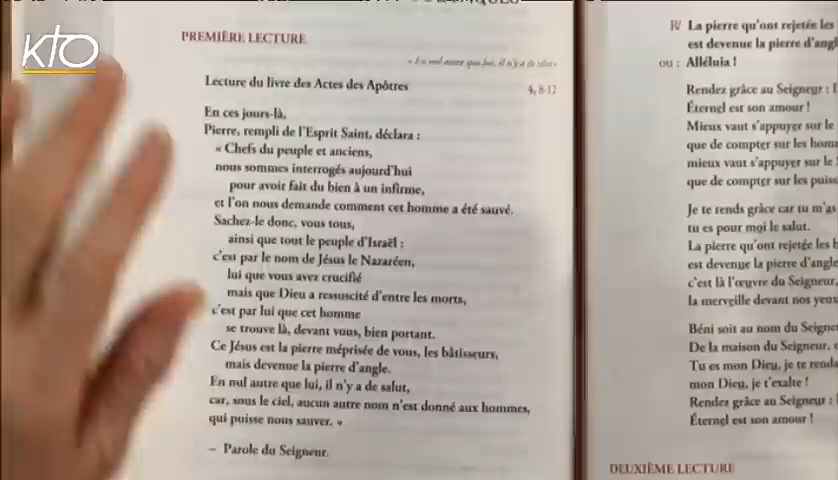 kto
PREMIÈRE LECTURE
« En nul autre que lui, il n'y a de salut »
Lecture du livre des Actes des Apôtres
4, 8-12
En ces jours-là,
Pierre, rempli de l'Esprit Saint, déclara :
« Chefs du peuple et anciens,
nous sommes interrogés aujourd'hui
pour avoir fait du bien à un infirme,
et l'on nous demande comment cet homme a été sauvé.
Sachez-le donc, vous tous,
ainsi que tout le peuple d'Israël :
c'est par le nom de Jésus le Nazaréen,
lui que vous avez crucifié
mais que Dieu a ressuscité d'entre les morts,
c'est par lui que cet homme
se trouve là, devant vous, bien portant.
Ce Jésus est la pierre méprisée de vous, les bâtisseurs,
mais devenue la pierre d'angle.
En nul autre que lui, il n'y a de salut,
car, sous le ciel, aucun autre nom n'est donné aux hommes,
qui puisse nous sauver. »
– Parole du Seigneur.
R/ La pierre qu'ont rejetée les
est devenue la pierre d'angl
ou : Alléluia !
Rendez grâce au Seigneur : I
Éternel est son amour !
Mieux vaut s'appuyer sur le
que de compter sur les hom
mieux vaut s'appuyer sur le
que de compter sur les puiss
Je te rends grâce car tu m'as
tu es pour moi le salut.
La pierre qu'ont rejetée les b
est devenue la pierre d'angle
c'est là l'œuvre du Seigneur,
la merveille devant nos yeux
Béni soit au nom du Seigne
De la maison du Seigneur,
Tu es mon Dieu, je te rends
mon Dieu, je t'exalte !
Rendez grâce au Seigneur :
Éternel est son amour !
DEUXIÈME LECTURE